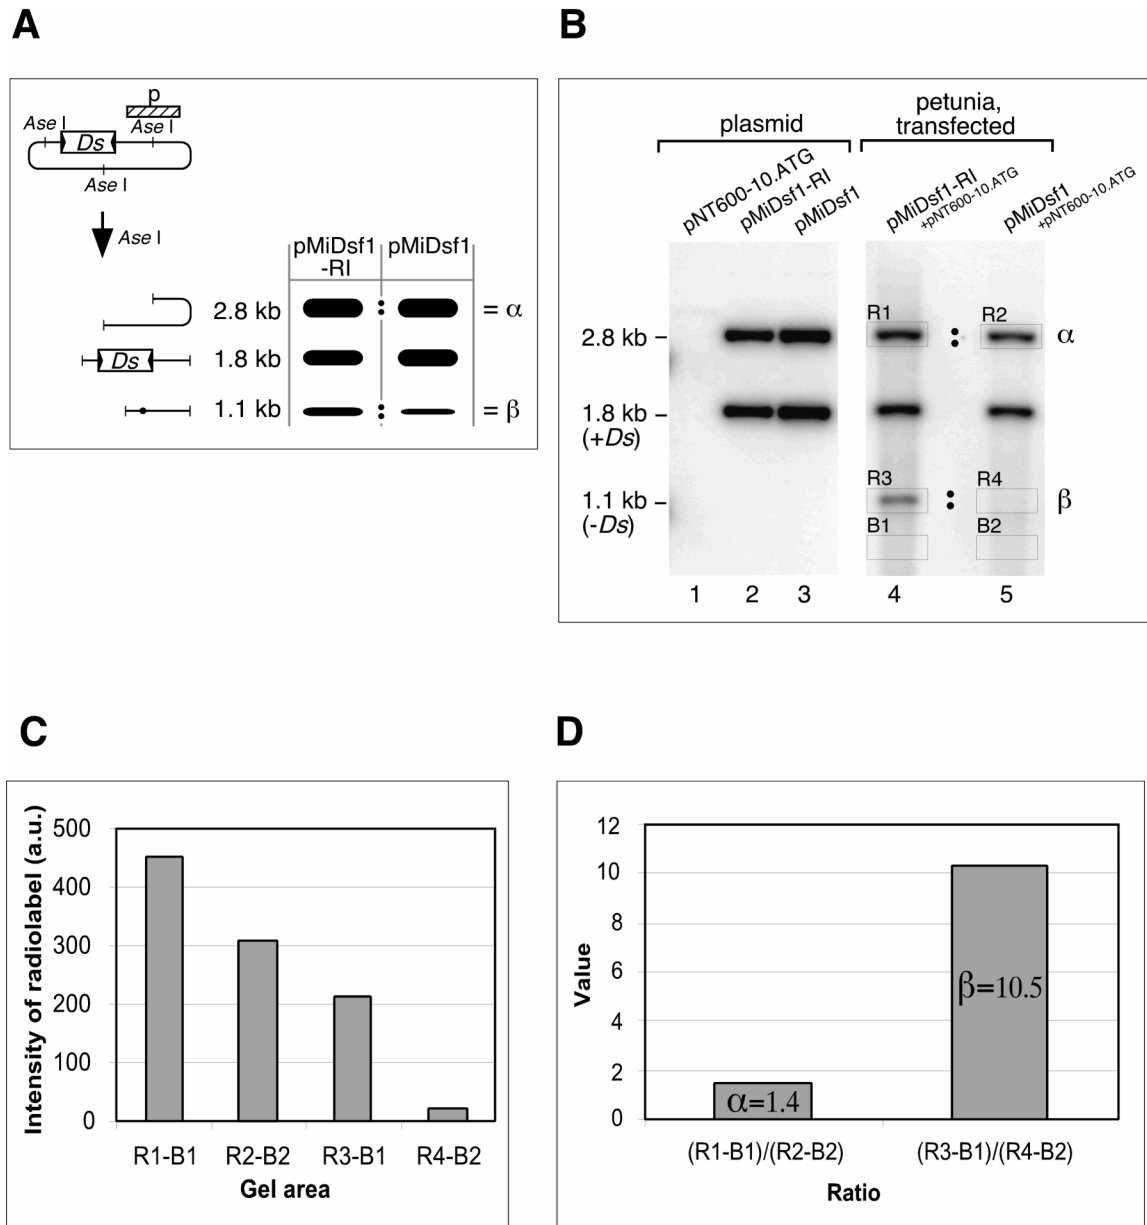 A
p
Ase I
Ase I
Ds
Ase I
Ase I
pMiDsf1
-RI
pMiDsf1
2.8 kb
= α
Ds
1.8 kb
1.1 kb
= β
B
plasmid
petunia,
transfected
pNT600-10.ATG
pMiDsf1-RI
pMiDsf1
pMiDsf1-RI
+pNT600-10.ATG
pMiDsf1
+pNT600-10.ATG
R1
R2
2.8 kb –
α
1.8 kb –
(+Ds)
R3
R4
1.1 kb –
(-Ds)
β
B1
B2
1 2 3 4 5
C
Intensity of radiolabel (a.u.)
500
400
300
200
100
0
R1-B1 R2-B2 R3-B1 R4-B2
Gel area
D
Value
12
10
8
6
4
2
0
β=10.5
α=1.4
(R1-B1)/(R2-B2) (R3-B1)/(R4-B2)
Ratio